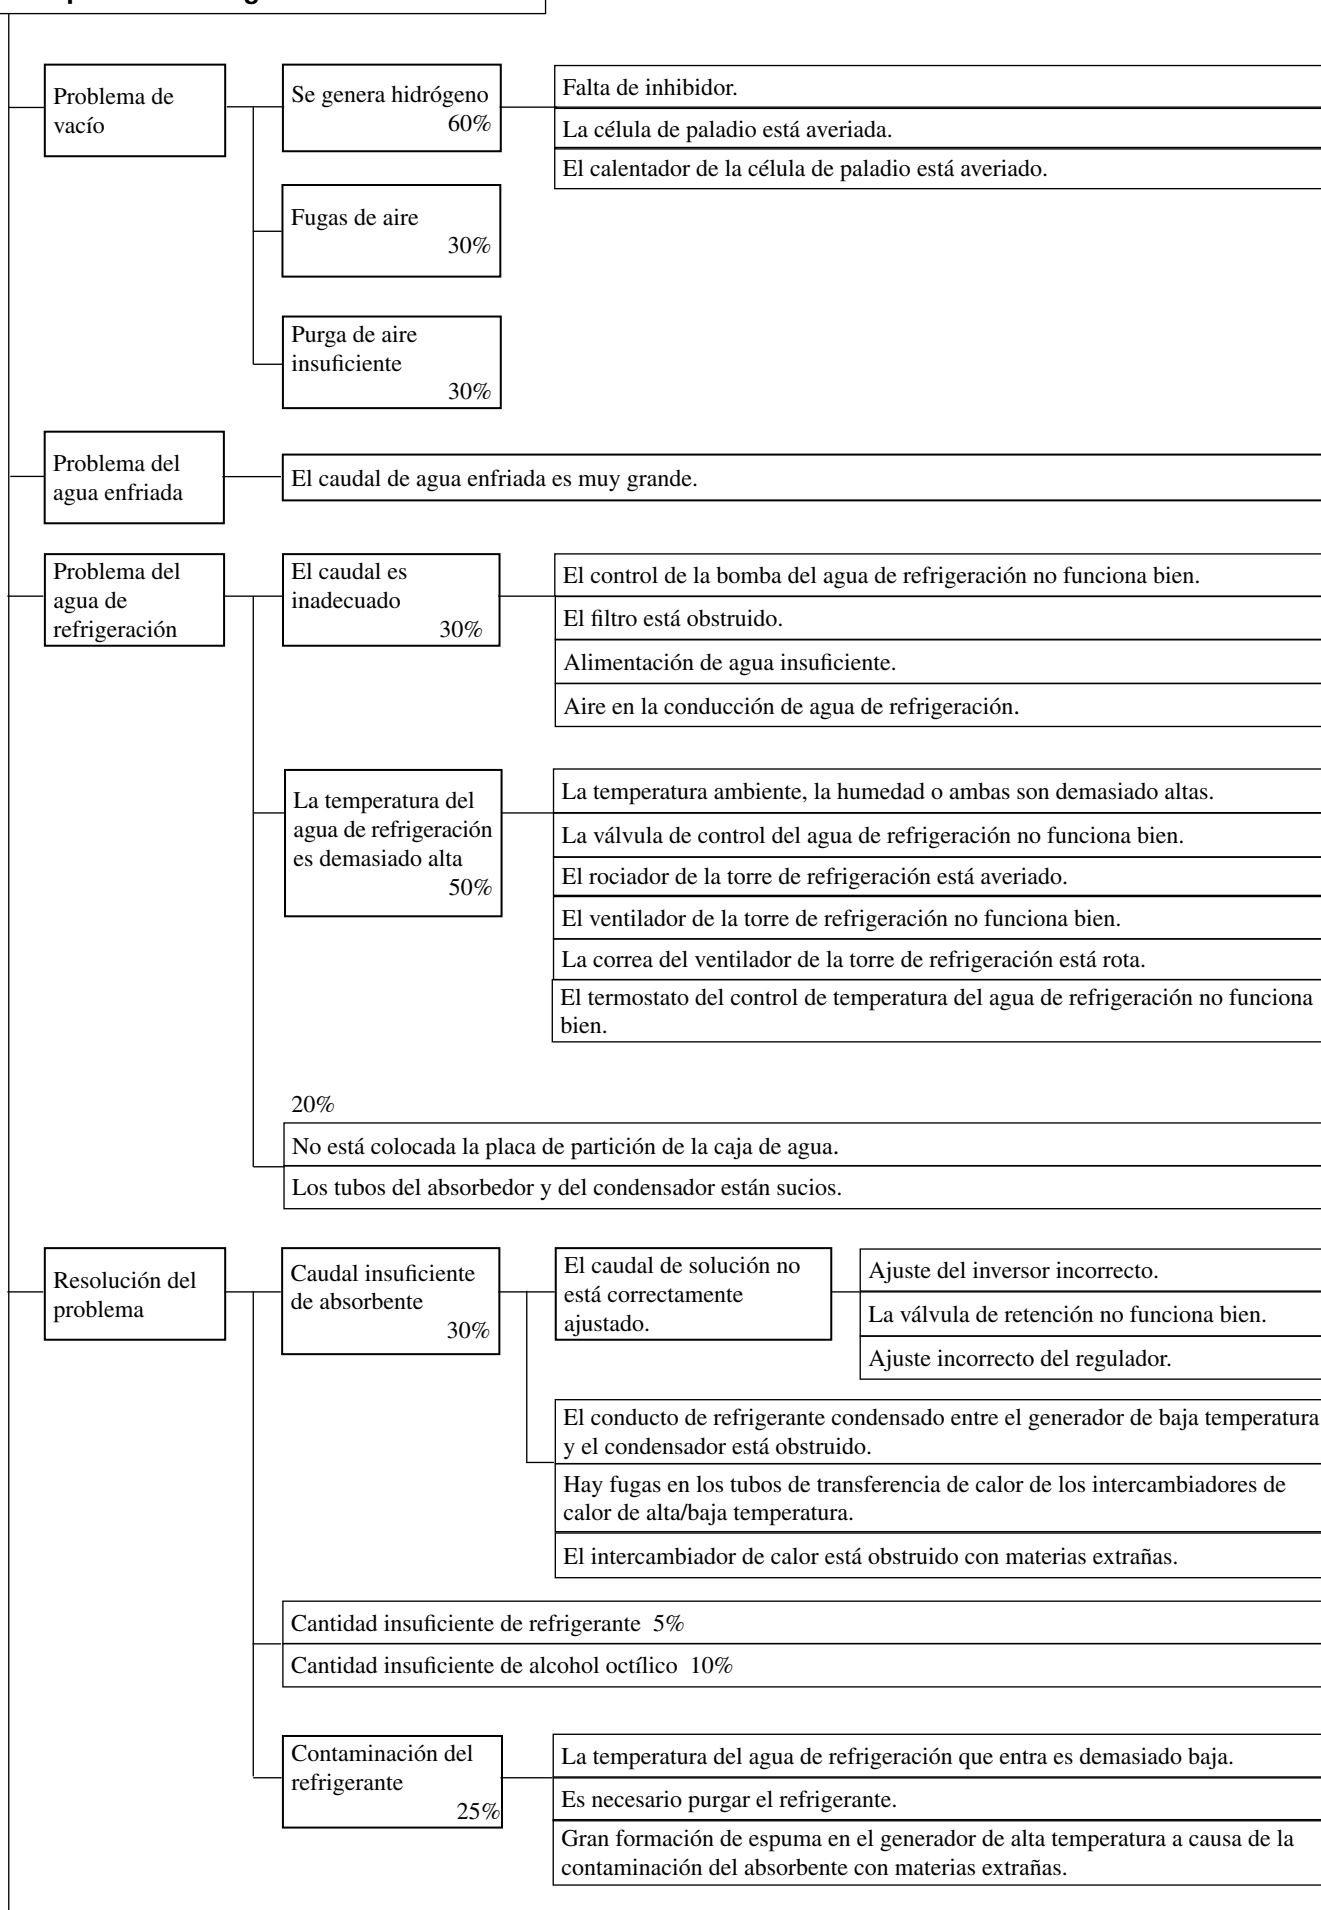 Problema de
vacío
Se genera hidrógeno
60%
Falta de inhibidor.
La célula de paladio está averiada.
El calentador de la célula de paladio está averiado.
Fugas de aire
30%
Purga de aire
insuficiente
30%
Problema del
agua enfriada
El caudal de agua enfriada es muy grande.
Problema del
agua de
refrigeración
El caudal es
inadecuado
30%
El control de la bomba del agua de refrigeración no funciona bien.
El filtro está obstruido.
Alimentación de agua insuficiente.
Aire en la conducción de agua de refrigeración.
La temperatura del
agua de refrigeración
es demasiado alta
50%
La temperatura ambiente, la humedad o ambas son demasiado altas.
La válvula de control del agua de refrigeración no funciona bien.
El rociador de la torre de refrigeración está averiado.
El ventilador de la torre de refrigeración no funciona bien.
La correa del ventilador de la torre de refrigeración está rota.
El termostato del control de temperatura del agua de refrigeración no funciona
bien.
20%
No está colocada la placa de partición de la caja de agua.
Los tubos del absorbedor y del condensador están sucios.
Resolución del
problema
Caudal insuficiente
de absorbente
30%
El caudal de solución no
está correctamente
ajustado.
Ajuste del inversor incorrecto.
La válvula de retención no funciona bien.
Ajuste incorrecto del regulador.
El conducto de refrigerante condensado entre el generador de baja temperatura
y el condensador está obstruido.
Hay fugas en los tubos de transferencia de calor de los intercambiadores de
calor de alta/baja temperatura.
El intercambiador de calor está obstruido con materias extrañas.
Cantidad insuficiente de refrigerante 5%
Cantidad insuficiente de alcohol octílico 10%
Contaminación del
refrigerante
25%
La temperatura del agua de refrigeración que entra es demasiado baja.
Es necesario purgar el refrigerante.
Gran formación de espuma en el generador de alta temperatura a causa de la
contaminación del absorbente con materias extrañas.